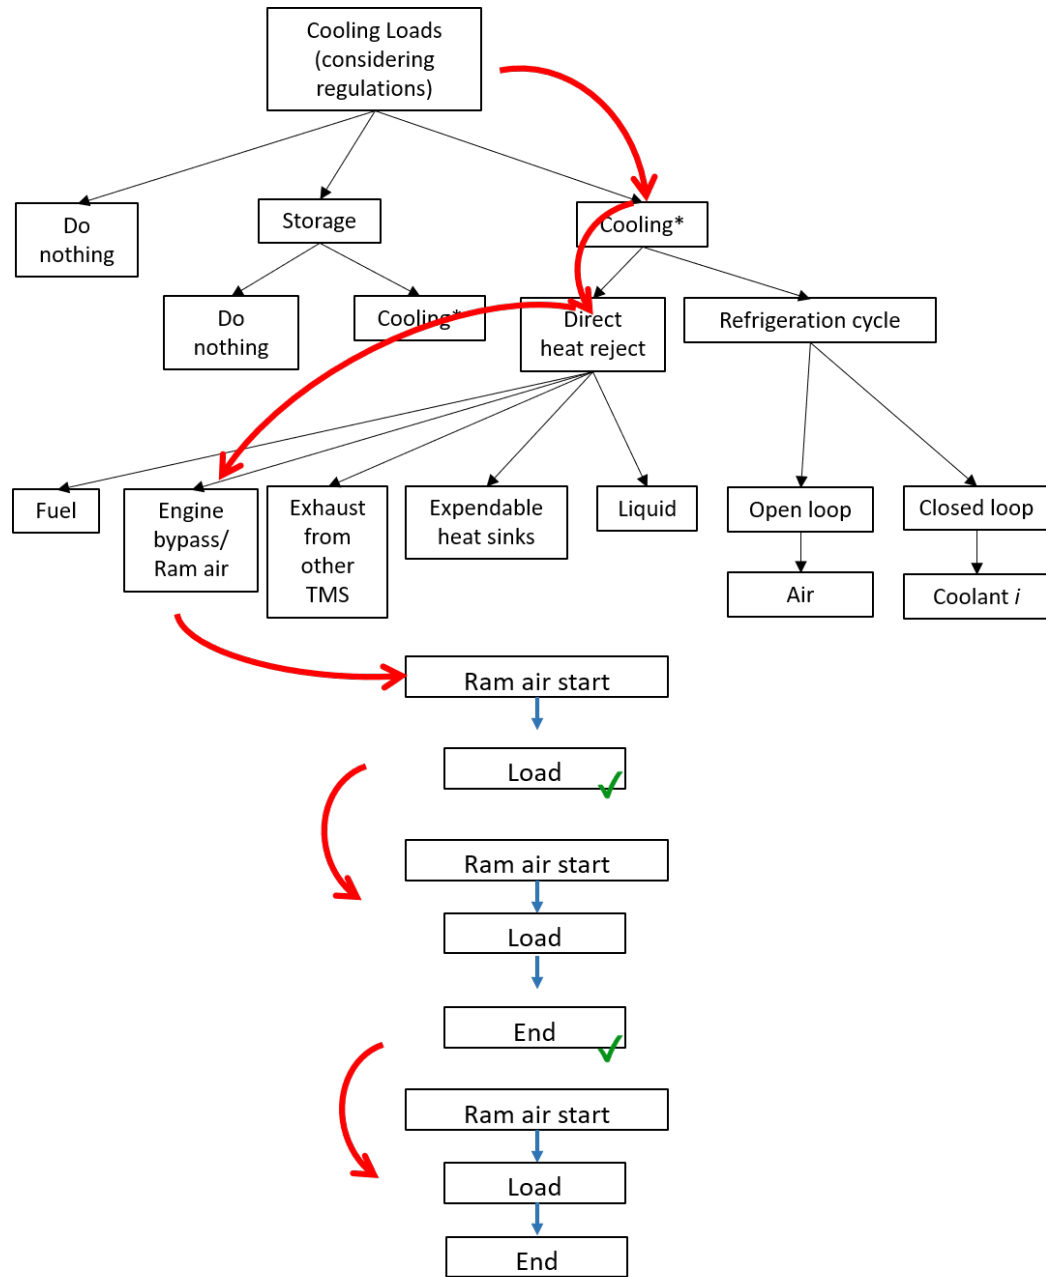 Cooling Loads
(considering
regulations)
Do
nothing
Storage
Cooling*
Do
nothing
Cooling*
Direct
heat reject
Refrigeration cycle
Fuel
Engine
bypass/
Ram air
Exhaust
from
other
TMS
Expendable
heat sinks
Liquid
Open loop
Closed loop
Air
Coolant i
Ram air start
Load
Ram air start
Load
End
Ram air start
Load
End